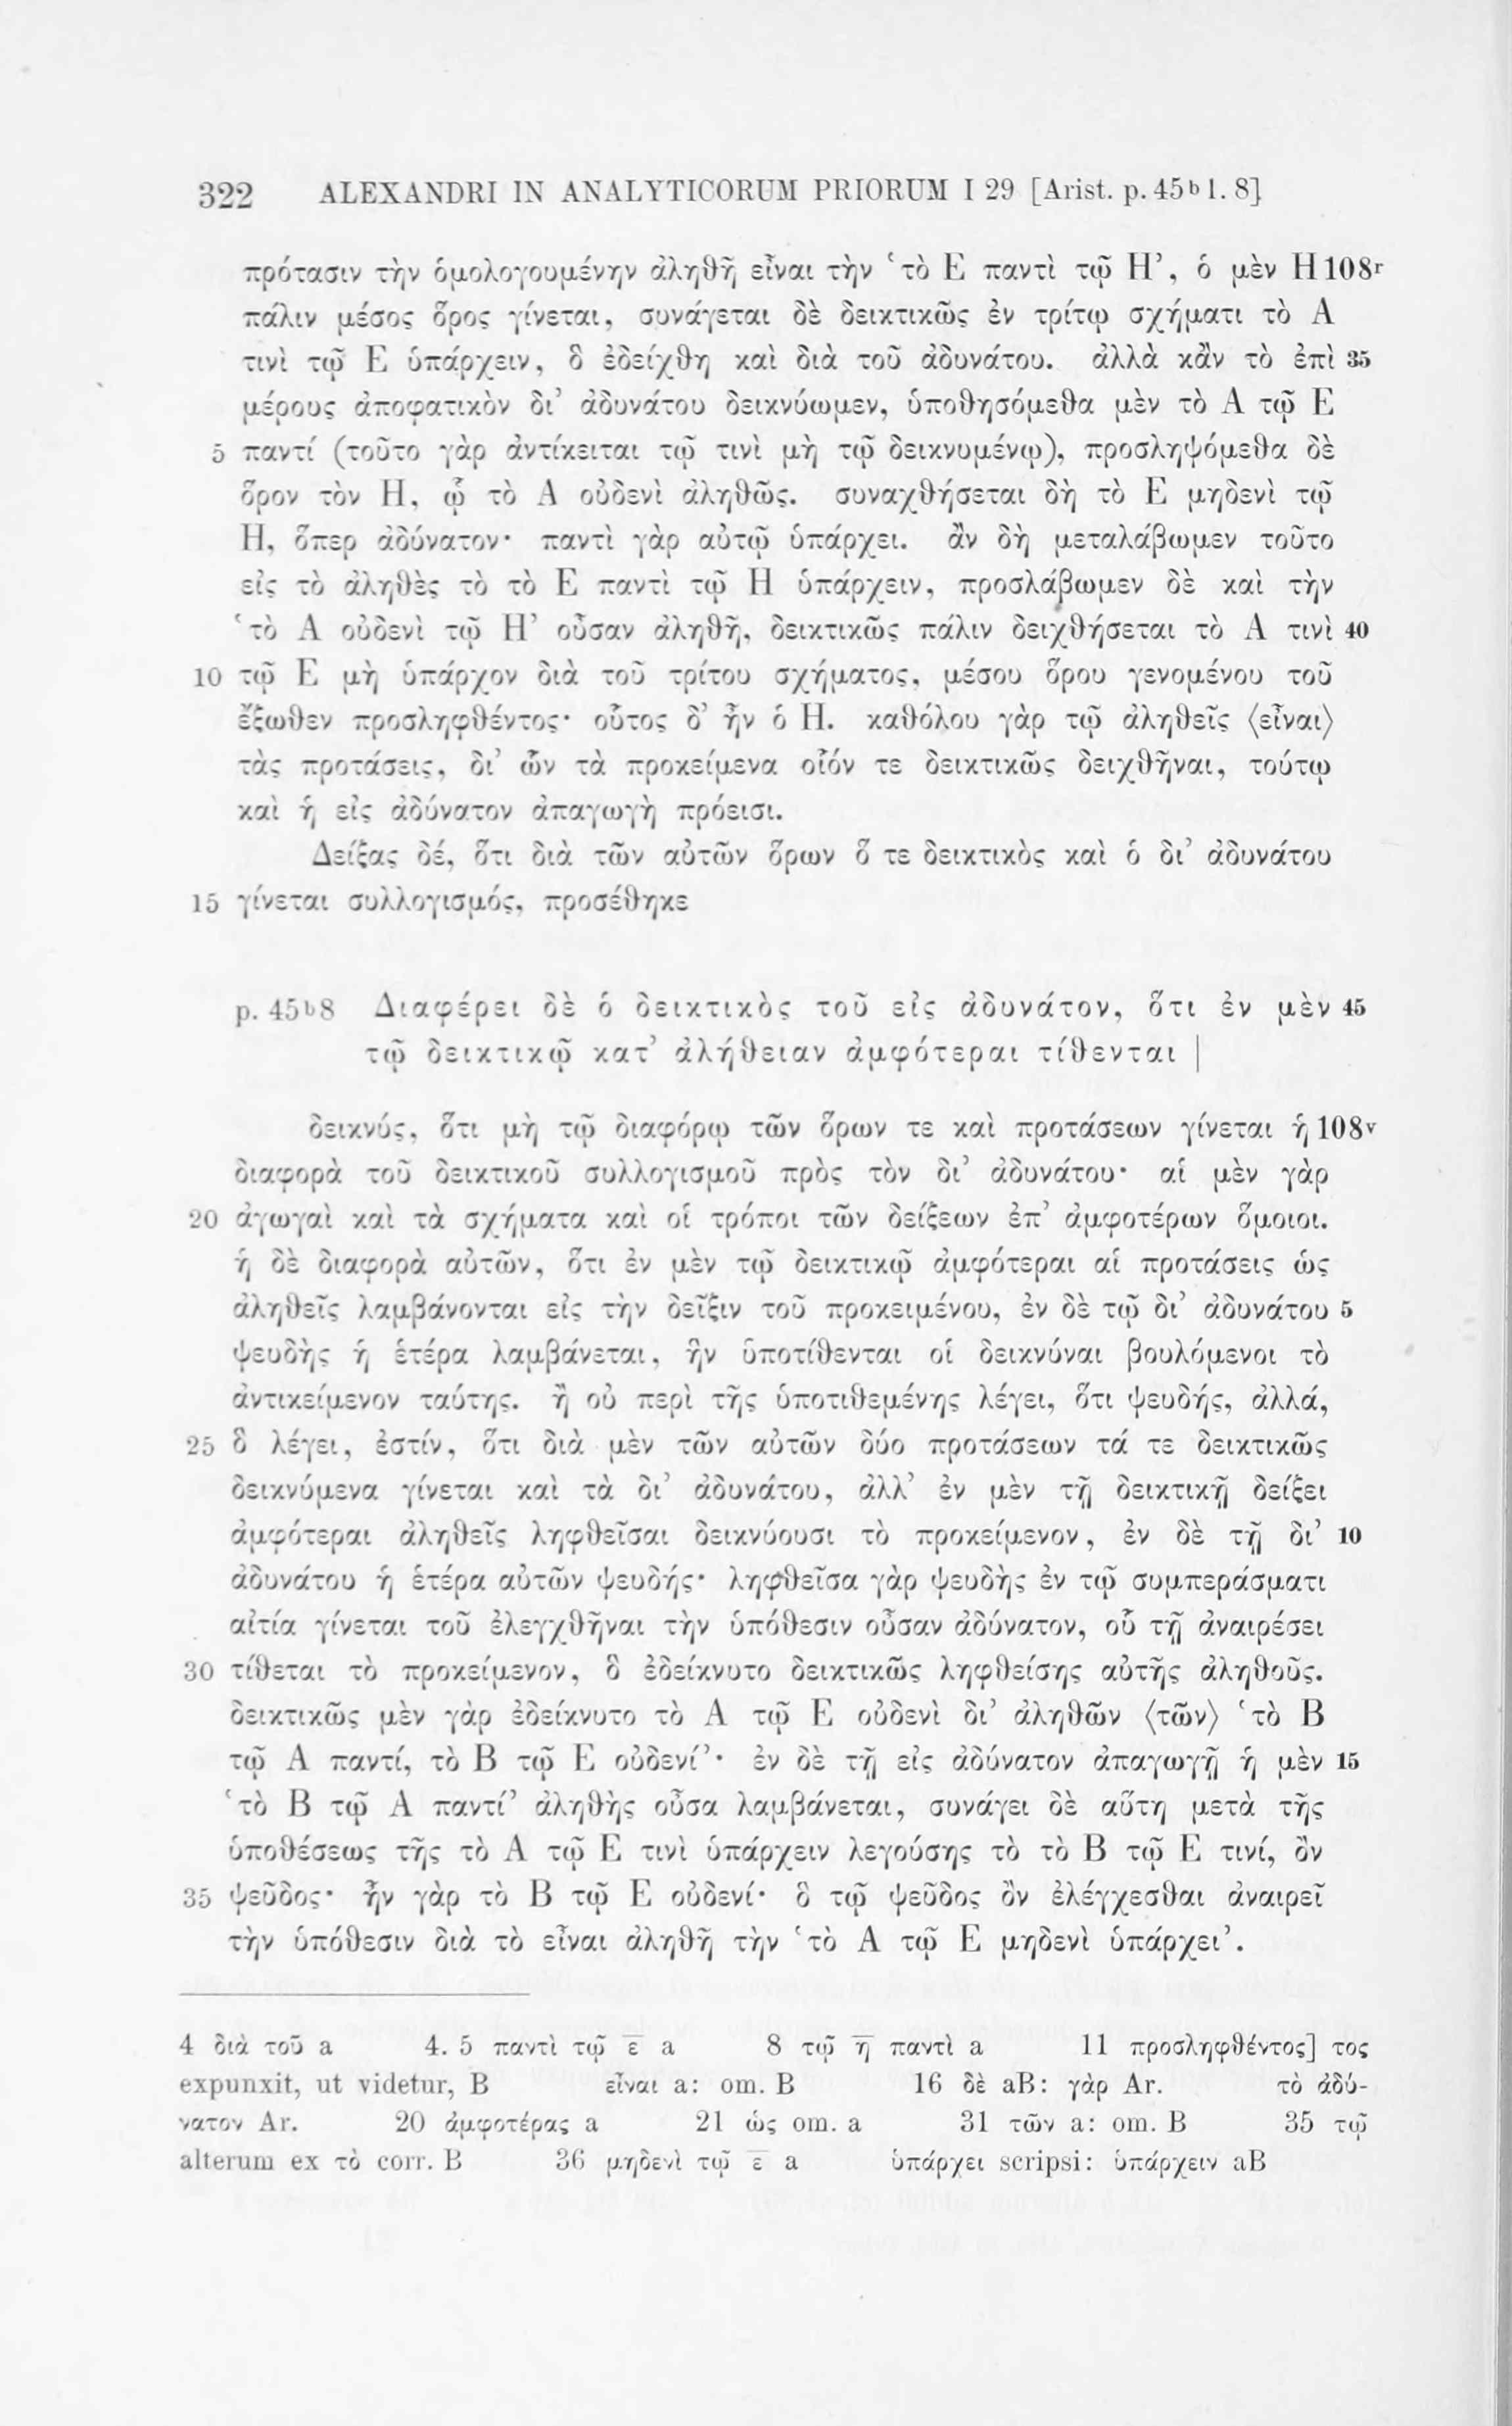 322 ALEXANDRI IN ANALYTICORUM PRIORUM I 29 [Arist. p. 45ᵇ l. 8]
πρότασιν τὴν ὁμολογουμένην ἀληθῆ εἶναι τὴν ‘τὸ Ε παντὶ τῷ Η’, ὁ μὲν Η 108ʳ
πάλιν μέσος ὅρος γίνεται, συνάγεται δὲ δεικτικῶς ἐν τρίτῳ σχήματι τὸ Α
τινὶ τῷ Ε ὑπάρχειν, ὃ ἐδείχθη καὶ διὰ τοῦ ἀδυνάτου. ἀλλὰ κἂν τὸ ἐπὶ 35
μέρους ἀποφατικὸν δι’ ἀδυνάτου δεικνύωμεν, ὑποθησόμεθα μὲν τὸ Α τῷ Ε
5 παντί (τοῦτο γὰρ ἀντίκειται τῷ τινὶ μὴ τῷ δεικνυμένῳ), προσληψόμεθα δὲ
ὅρον τὸν Η, ᾧ τὸ Α οὐδενὶ ἀληθῶς. συναχθήσεται δὴ τὸ Ε μηδενὶ τῷ
Η, ὅπερ ἀδύνατον· παντὶ γὰρ αὐτῷ ὑπάρχει. ἂν δὴ μεταλάβωμεν τοῦτο
εἰς τὸ ἀληθὲς τὸ τὸ Ε παντὶ τῷ Η ὑπάρχειν, προσλάβωμεν δὲ καὶ τὴν
‘τὸ Α οὐδενὶ τῷ Η’ οὖσαν ἀληθῆ, δεικτικῶς πάλιν δειχθήσεται τὸ Α τινὶ 40
10 τῷ Ε μὴ ὑπάρχον διὰ τοῦ τρίτου σχήματος, μέσου ὅρου γενομένου τοῦ
ἔξωθεν προσληφθέντος· οὗτος δ’ ἦν ὁ Η. καθόλου γὰρ τῷ ἀληθεῖς ⟨εἶναι⟩
τὰς προτάσεις, δι’ ὧν τὰ προκείμενα οἷόν τε δεικτικῶς δειχθῆναι, τούτῳ
καὶ ἡ εἰς ἀδύνατον ἀπαγωγὴ πρόεισι.
Δείξας δέ, ὅτι διὰ τῶν αὐτῶν ὅρων ὅ τε δεικτικὸς καὶ ὁ δι’ ἀδυνάτου
15 γίνεται συλλογισμός, προσέθηκε
p. 45ᵇ8 Διαφέρει δὲ ὁ δεικτικὸς τοῦ εἰς ἀδυνάτον, ὅτι ἐν μὲν 45
τῷ δεικτικῷ κατ’ ἀλήθειαν ἀμφότεραι τίθενται |
δεικνύς, ὅτι μὴ τῷ διαφόρῳ τῶν ὅρων τε καὶ προτάσεων γίνεται ἡ 108ᵛ
διαφορὰ τοῦ δεικτικοῦ συλλογισμοῦ πρὸς τὸν δι’ ἀδυνάτου· αἱ μὲν γὰρ
20 ἀγωγαὶ καὶ τὰ σχήματα καὶ οἱ τρόποι τῶν δείξεων ἐπ’ ἀμφοτέρων ὅμοιοι.
ἡ δὲ διαφορὰ αὐτῶν, ὅτι ἐν μὲν τῷ δεικτικῷ ἀμφότεραι αἱ προτάσεις ὡς
ἀληθεῖς λαμβάνονται εἰς τὴν δεῖξιν τοῦ προκειμένου, ἐν δὲ τῷ δι’ ἀδυνάτου 5
ψευδὴς ἡ ἑτέρα λαμβάνεται, ἣν ὑποτίθενται οἱ δεικνύναι βουλόμενοι τὸ
ἀντικείμενον ταύτης. ἢ οὐ περὶ τῆς ὑποτιθεμένης λέγει, ὅτι ψευδής, ἀλλά,
25 ὃ λέγει, ἐστίν, ὅτι διὰ μὲν τῶν αὐτῶν δύο προτάσεων τά τε δεικτικῶς
δεικνύμενα γίνεται καὶ τὰ δι’ ἀδυνάτου, ἀλλ’ ἐν μὲν τῇ δεικτικῇ δείξει
ἀμφότεραι ἀληθεῖς ληφθεῖσαι δεικνύουσι τὸ προκείμενον, ἐν δὲ τῇ δι’ 10
ἀδυνάτου ἡ ἑτέρα αὐτῶν ψευδής· ληφθεῖσα γὰρ ψευδὴς ἐν τῷ συμπεράσματι
αἰτία γίνεται τοῦ ἐλεγχθῆναι τὴν ὑπόθεσιν οὖσαν ἀδύνατον, οὗ τῇ ἀναιρέσει
30 τίθεται τὸ προκείμενον, ὃ ἐδείκνυτο δεικτικῶς ληφθείσης αὐτῆς ἀληθοῦς.
δεικτικῶς μὲν γὰρ ἐδείκνυτο τὸ Α τῷ Ε οὐδενὶ δι’ ἀληθῶν ⟨τῶν⟩ ‘τὸ Β
τῷ Α παντί, τὸ Β τῷ Ε οὐδενί’· ἐν δὲ τῇ εἰς ἀδύνατον ἀπαγωγῇ ἡ μὲν 15
‘τὸ Β τῷ Α παντί’ ἀληθὴς οὖσα λαμβάνεται, συνάγει δὲ αὕτη μετὰ τῆς
ὑποθέσεως τῆς τὸ Α τῷ Ε τινὶ ὑπάρχειν λεγούσης τὸ τὸ Β τῷ Ε τινί, ὂν
35 ψεῦδος· ἦν γὰρ τὸ Β τῷ Ε οὐδενί· ὃ τῷ ψεῦδος ὂν ἐλέγχεσθαι ἀναιρεῖ
τὴν ὑπόθεσιν διὰ τὸ εἶναι ἀληθῆ τὴν ‘τὸ Α τῷ Ε μηδενὶ ὑπάρχει’.
4 διὰ τοῦ a 4. 5 παντὶ τῷ ε̅ a 8 τῷ η̅ παντὶ a 11 προσληφθέντος] τος
expunxit, ut videtur, B εἶναι a: om. B 16 δὲ aB: γὰρ Ar. τὸ ἀδύ-
νατον Ar. 20 ἀμφοτέρας a 21 ὡς om. a 31 τῶν a: om. B 35 τῷ
alterum ex τὸ corr. B 36 μηδενὶ τῷ ε̅ a ὑπάρχει scripsi: ὑπάρχειν aB